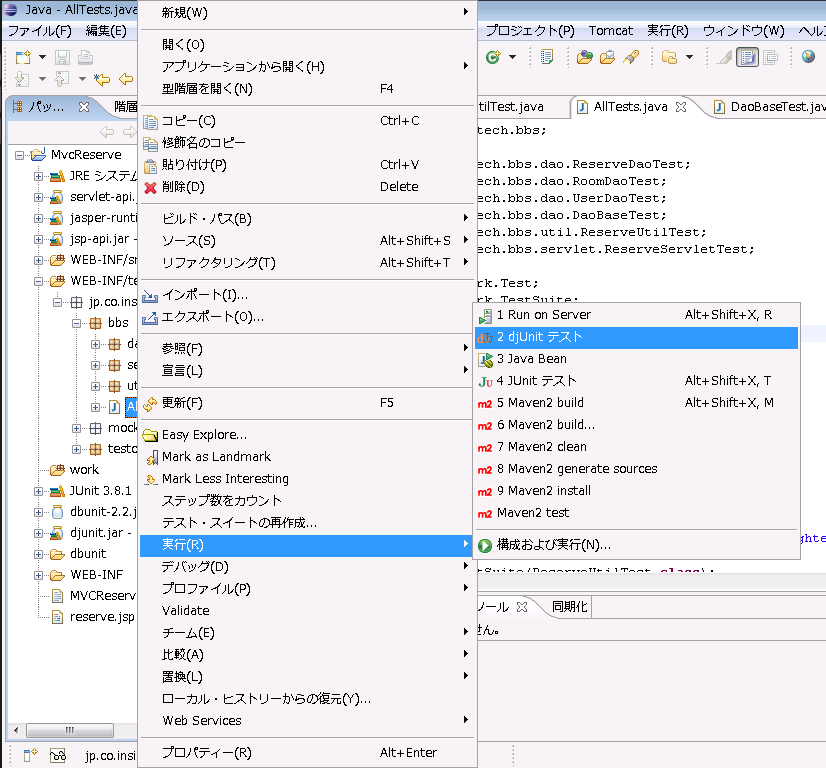 Java - AllTests.java
ファイル(F) 編集(E) プロジェクト(P) Tomcat 実行(R) ウィンドウ(W)
パッ... 階層
MvcReserve
JRE システム
servlet-api.
jasper-runti
jsp-api.jar -
WEB-INF/sr
WEB-INF/te
jp.co.insi
bbs
da
se
ut
Al
mock
testd
work
JUnit 3.8.1
dbunit-2.2.j
djunit.jar -
dbunit
WEB-INF
MVCReserv
reserve.jsp
jp.co.insi
新規(W)
開く(O)
アプリケーションから開く(H)
型階層を開く(N) F4
コピー(C) Ctrl+C
修飾名のコピー
貼り付け(P) Ctrl+V
削除(D) Delete
ビルド・パス(B)
ソース(S) Alt+Shift+S
リファクタリング(T) Alt+Shift+T
インポート(I)...
エクスポート(O)...
参照(F)
宣言(L)
更新(F) F5
Easy Explore...
Mark as Landmark
Mark Less Interesting
ステップ数をカウント
テスト・スイートの再作成...
実行(R)
デバッグ(D)
プロファイル(P)
Validate
チーム(E)
比較(A)
置換(L)
ローカル・ヒストリーからの復元(Y)...
Web Services
プロパティー(R) Alt+Enter
tilTest.java AllTests.java DaoBaseTest.jav
tech.bbs;
tech.bbs.dao.ReserveDaoTest;
tech.bbs.dao.RoomDaoTest;
tech.bbs.dao.UserDaoTest;
tech.bbs.dao.DaoBaseTest;
tech.bbs.util.ReserveUtilTest;
tech.bbs.servlet.ReserveServletTest;
rk.Test;
rk.TestSuite;
1 Run on Server Alt+Shift+X, R
2 djUnit テスト
3 Java Bean
4 JUnit テスト Alt+Shift+X, T
5 Maven2 build Alt+Shift+X, M
6 Maven2 build...
7 Maven2 clean
8 Maven2 generate sources
9 Maven2 install
Maven2 test
構成および実行(N)...
ghte
tSuite(ReserveUtilTest.class);
ソール 同期化
せん。